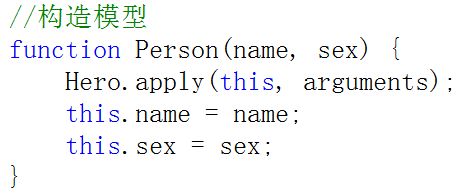 //构造模型
function Person(name, sex) {
    Hero.apply(this, arguments);
    this.name = name;
    this.sex = sex;
}